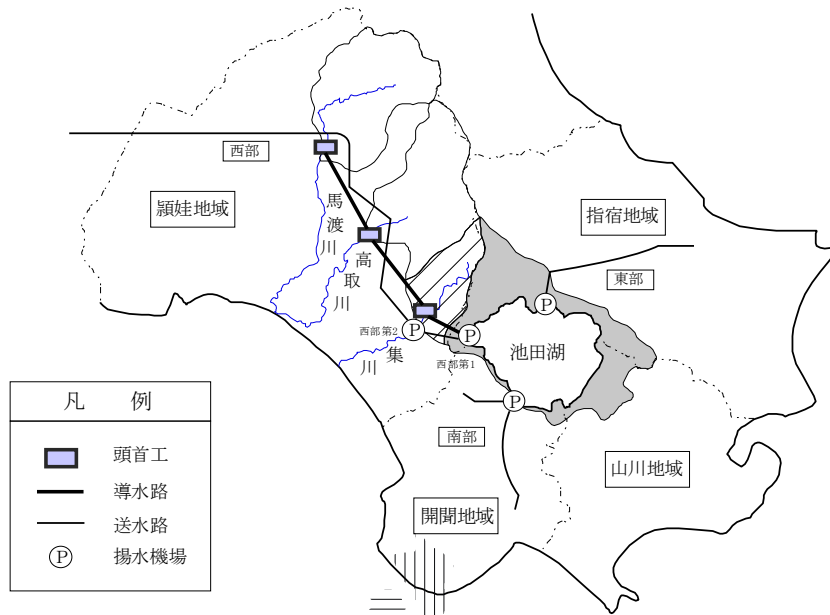 西部
頴娃地域
馬渡川
指宿地域
高取川
東部
西部第2
P
P
P
池田湖
集川
西部第1
P
凡 例
頭首工
導水路
送水路
P
揚水機場
南部
山川地域
開聞地域